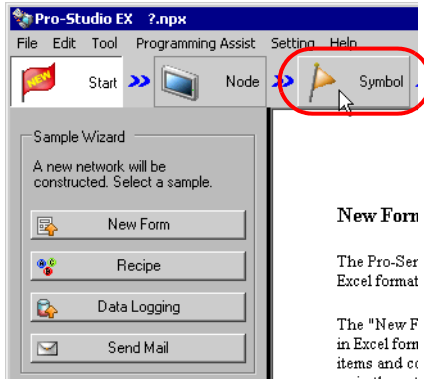 Pro-Studio EX ?.npx
File Edit Tool Programming Assist Setting Help
NEW Start Node Symbol
Sample Wizard
A new network will be
constructed. Select a sample.
New Form
Recipe
Data Logging
Send Mail
New Form
The Pro-Ser
Excel format
The "New F
in Excel form
items and co